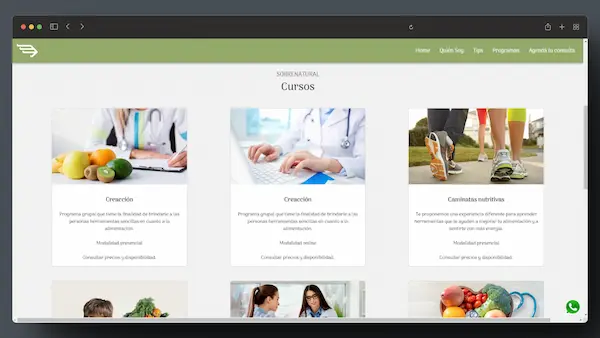 Home Quién Soy Tips Programas Agendá tu consulta
SOBRENATURAL
Cursos
Creacción
Programa grupal que tiene la finalidad de brindarle a las
personas herramientas sencillas en cuanto a la
alimentación.
Modalidad presencial
Consultar precios y disponibilidad.
Creacción
Programa grupal que tiene la finalidad de brindarle a las
personas herramientas sencillas en cuanto a la
alimentación.
Modalidad online
Consultar precios y disponibilidad.
Caminatas nutritivas
Te proponemos una experiencia diferente para aprender
herramientas que te ayuden a mejorar tu alimentación y a
sentirte con más energía.
Modalidad presencial
Consultar precios y disponibilidad.